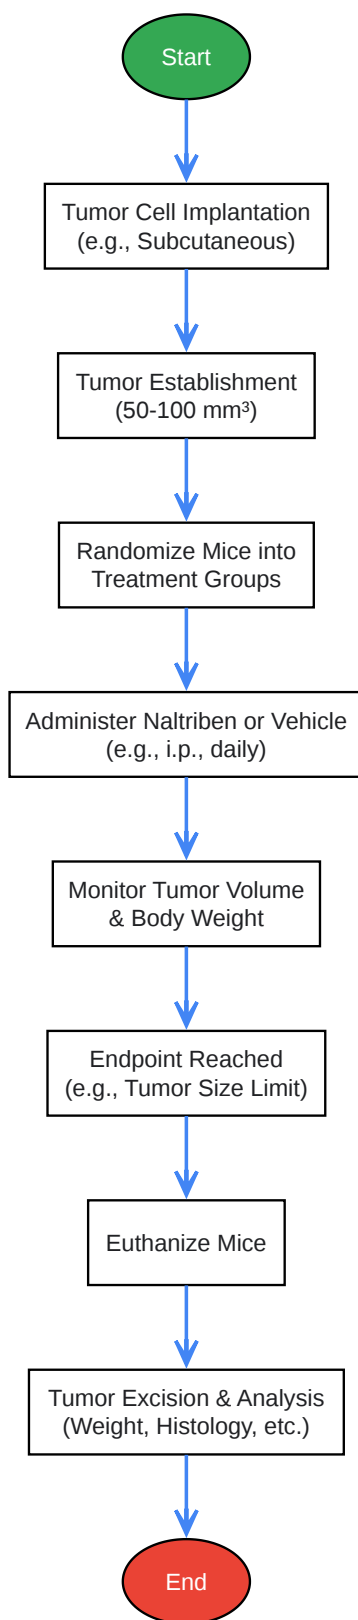 Start
Tumor Cell Implantation
(e.g., Subcutaneous)
Tumor Establishment
(50-100 mm³)
Randomize Mice into
Treatment Groups
Administer Naltriben or Vehicle
(e.g., i.p., daily)
Monitor Tumor Volume
& Body Weight
Endpoint Reached
(e.g., Tumor Size Limit)
Euthanize Mice
Tumor Excision & Analysis
(Weight, Histology, etc.)
End